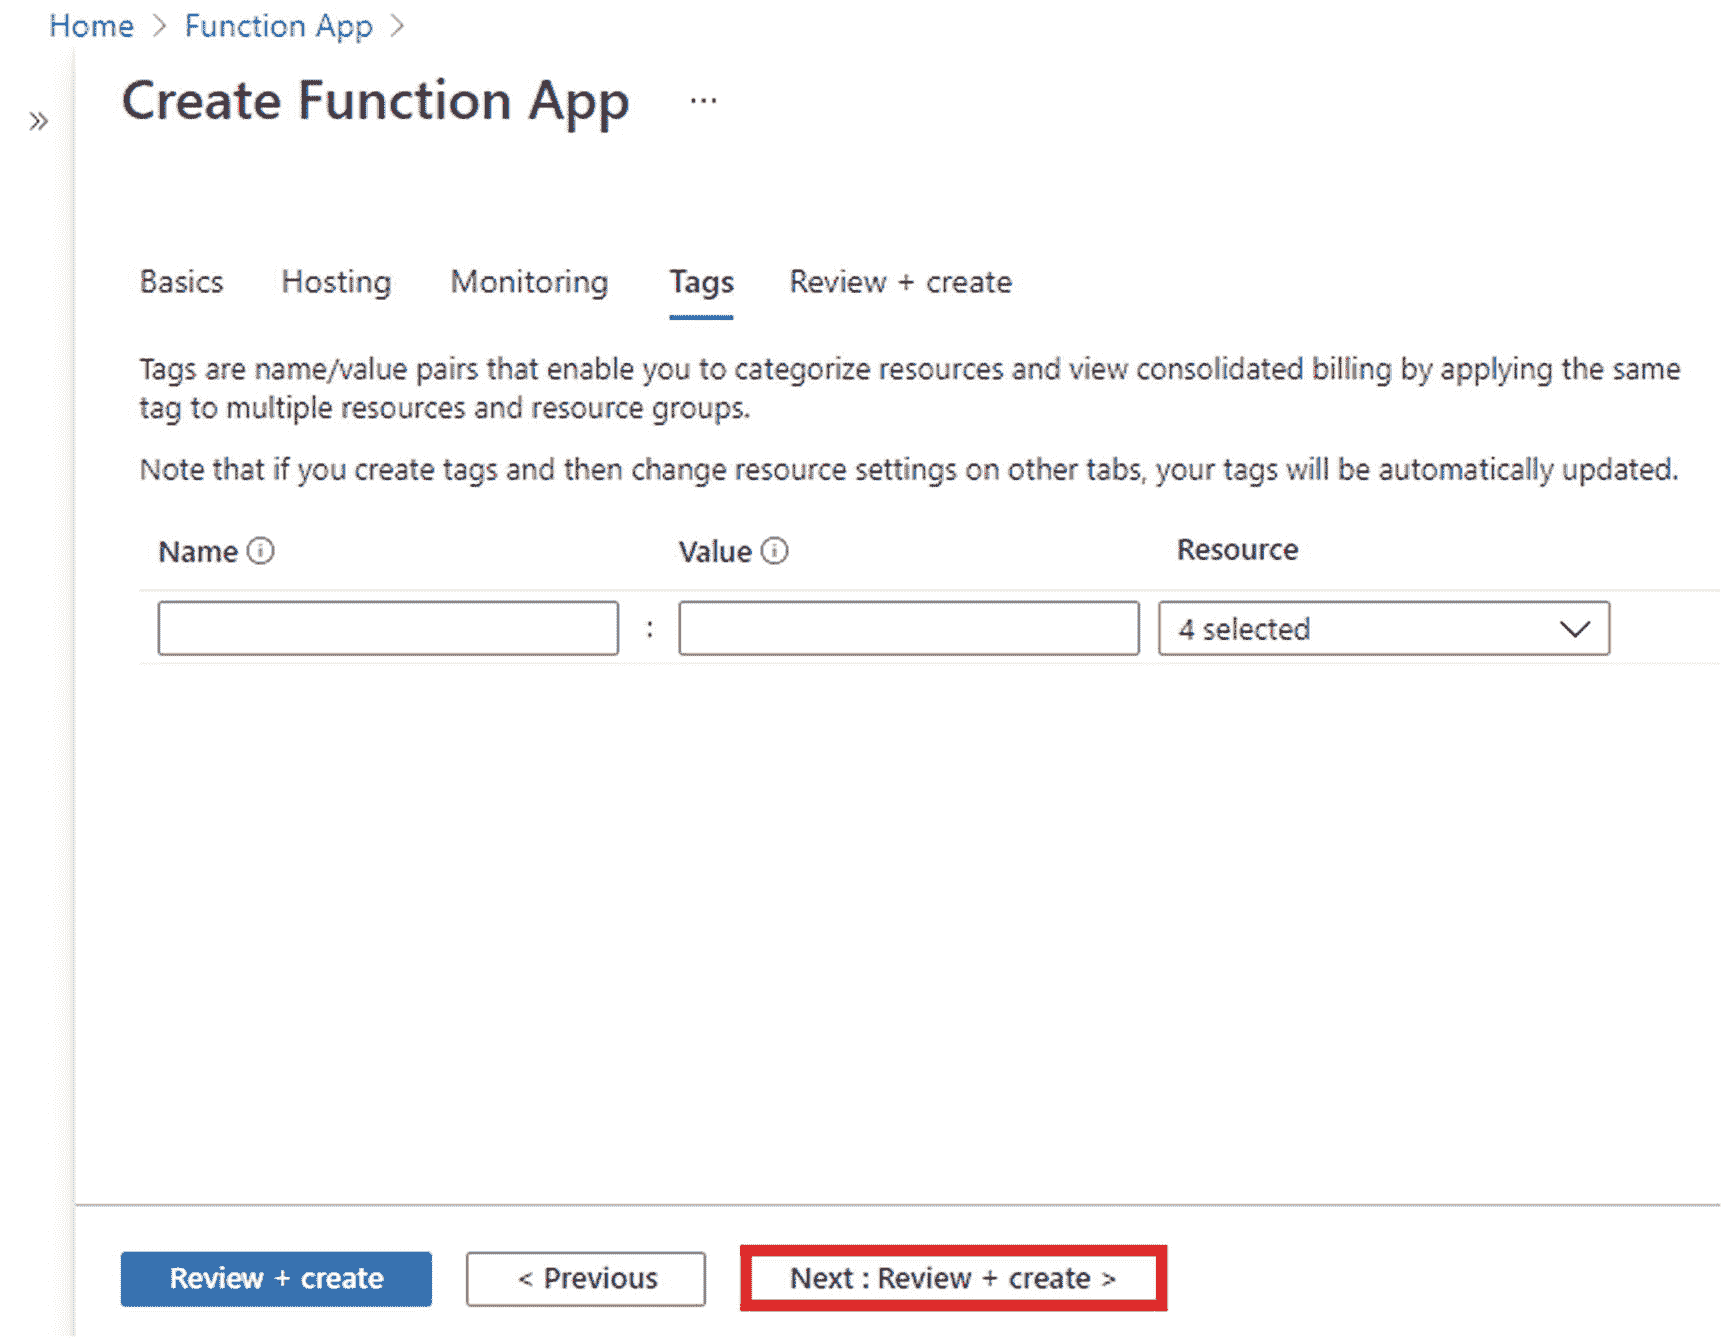 Home > Function App >
»
Create Function App ...
Basics Hosting Monitoring Tags Review + create
Tags are name/value pairs that enable you to categorize resources and view consolidated billing by applying the same
tag to multiple resources and resource groups.
Note that if you create tags and then change resource settings on other tabs, your tags will be automatically updated.
Name Value Resource
: 4 selected
Review + create < Previous Next : Review + create >